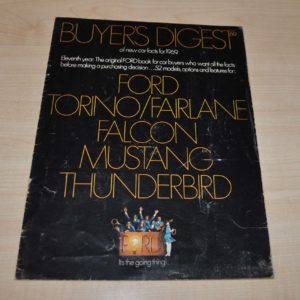 BUYER'S DIGEST
of new car facts for 1969
Eleventh year. The original FORD book for car buyers who want all the facts
before making a purchasing decision... 52 models, options and features for:
FORD
TORINO/FAIRLANE
FALCON
MUSTANG
THUNDERBIRD
FORD
It's the going thing!